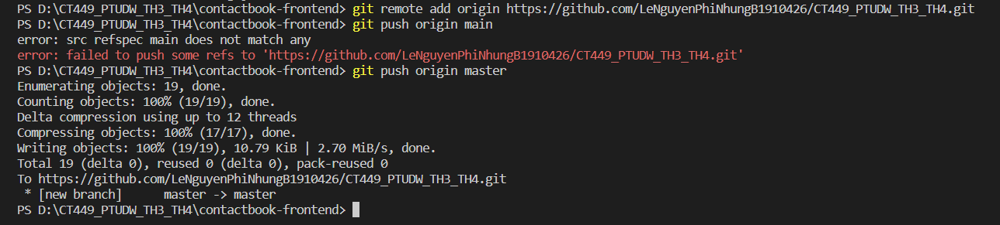 PS D:\CT449_PTUDW_TH3_TH4\contactbook-frontend> git remote add origin https://github.com/LeNguyenPhiNhungB1910426/CT449_PTUDW_TH3_TH4.git
PS D:\CT449_PTUDW_TH3_TH4\contactbook-frontend> git push origin main
error: src refspec main does not match any
error: failed to push some refs to 'https://github.com/LeNguyenPhiNhungB1910426/CT449_PTUDW_TH3_TH4.git'
PS D:\CT449_PTUDW_TH3_TH4\contactbook-frontend> git push origin master
Enumerating objects: 19, done.
Counting objects: 100% (19/19), done.
Delta compression using up to 12 threads
Compressing objects: 100% (17/17), done.
Writing objects: 100% (19/19), 10.79 KiB | 2.70 MiB/s, done.
Total 19 (delta 0), reused 0 (delta 0), pack-reused 0
To https://github.com/LeNguyenPhiNhungB1910426/CT449_PTUDW_TH3_TH4.git
 * [new branch]      master -> master
PS D:\CT449_PTUDW_TH3_TH4\contactbook-frontend>